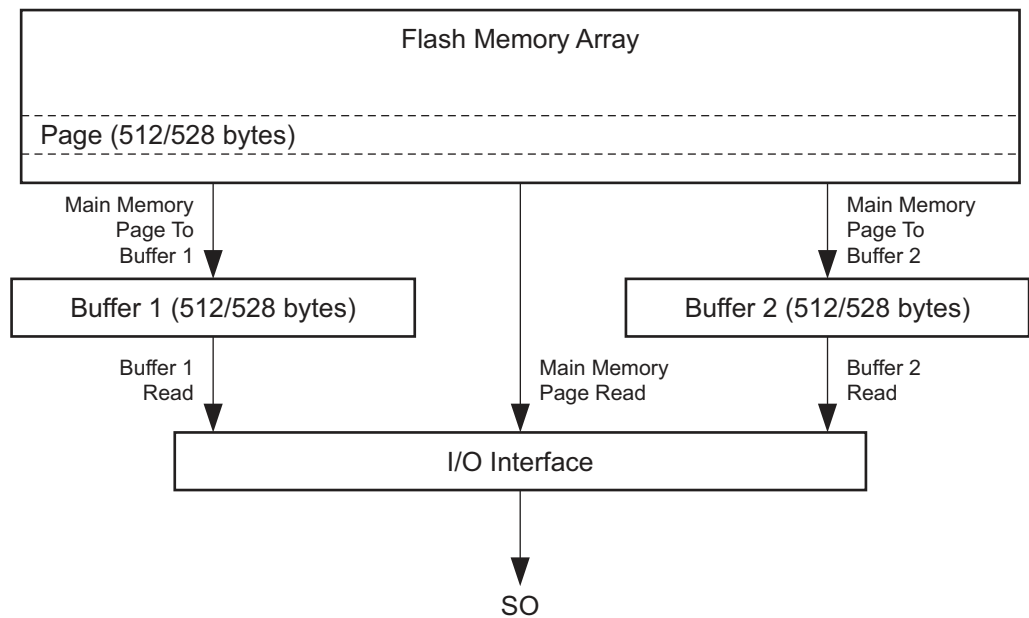 Flash Memory Array
Page (512/528 bytes)
Main Memory
Page To
Buffer 1
Main Memory
Page To
Buffer 2
Buffer 1 (512/528 bytes)
Buffer 2 (512/528 bytes)
Buffer 1
Read
Main Memory
Page Read
Buffer 2
Read
I/O Interface
SO